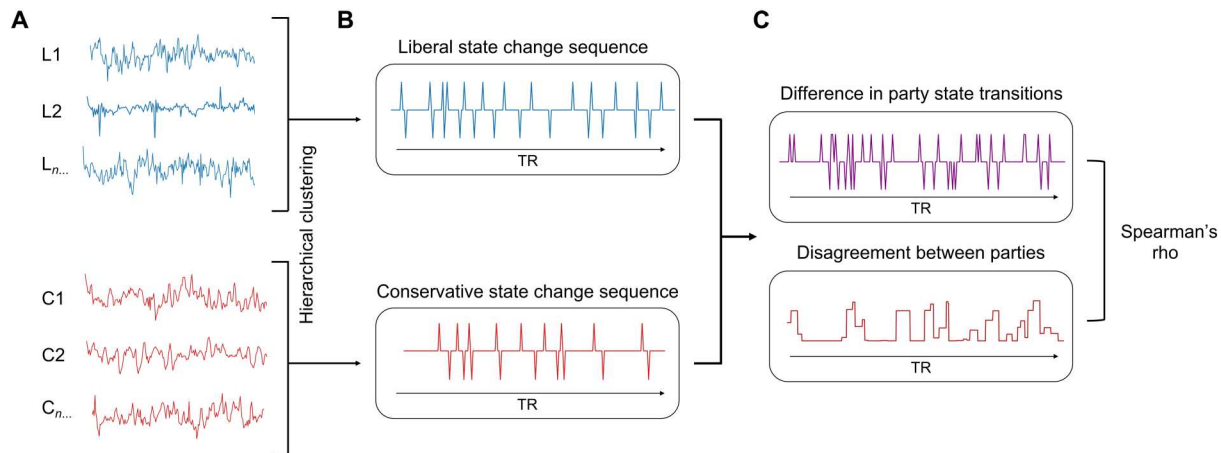 A
L1
L2
Ln...
C1
C2
Cn...
Hierarchical clustering
B
Liberal state change sequence
TR
Conservative state change sequence
TR
C
Difference in party state transitions
TR
Disagreement between parties
TR
Spearman's
rho